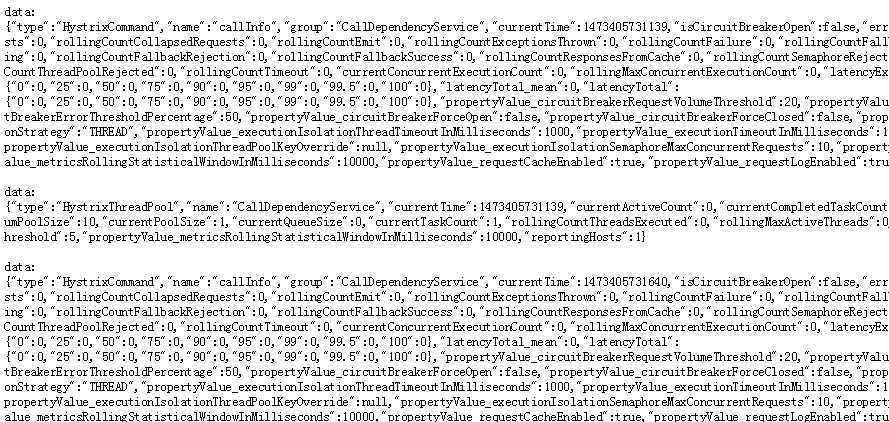 data:
{"type":"HystrixCommand","name":"callInfo","group":"CallDependencyService","currentTime":1473405731139,"isCircuitBreakerOpen":false,"err
sts":0,"rollingCountCollapsedRequests":0,"rollingCountEmit":0,"rollingCountExceptionsThrown":0,"rollingCountFailure":0,"rollingCountFall
ing":0,"rollingCountFallbackRejection":0,"rollingCountFallbackSuccess":0,"rollingCountResponsesFromCache":0,"rollingCountSemaphoreReject
CountThreadPoolRejected":0,"rollingCountTimeout":0,"currentConcurrentExecutionCount":0,"rollingMaxConcurrentExecutionCount":0,"latencyEx
{"0":0,"25":0,"50":0,"75":0,"90":0,"95":0,"99":0,"99.5":0,"100":0},"latencyTotal_mean":0,"latencyTotal":
{"0":0,"25":0,"50":0,"75":0,"90":0,"95":0,"99":0,"99.5":0,"100":0},"propertyValue_circuitBreakerRequestVolumeThreshold":20,"propertyValu
tBreakerErrorThresholdPercentage":50,"propertyValue_circuitBreakerForceOpen":false,"propertyValue_circuitBreakerForceClosed":false,"prop
onStrategy":"THREAD","propertyValue_executionIsolationThreadTimeoutInMilliseconds":1000,"propertyValue_executionTimeoutInMilliseconds":1
propertyValue_executionIsolationThreadPoolKeyOverride":null,"propertyValue_executionIsolationSemaphoreMaxConcurrentRequests":10,"propert
alue_metricsRollingStatisticalWindowInMilliseconds":10000,"propertyValue_requestCacheEnabled":true,"propertyValue_requestLogEnabled":tru
data:
{"type":"HystrixThreadPool","name":"CallDependencyService","currentTime":1473405731139,"currentActiveCount":0,"currentCompletedTaskCount
umPoolSize":10,"currentPoolSize":1,"currentQueueSize":0,"currentTaskCount":1,"rollingCountThreadsExecuted":0,"rollingMaxActiveThreads":0,
hreshold":5,"propertyValue_metricsRollingStatisticalWindowInMilliseconds":10000,"reportingHosts":1}
data:
{"type":"HystrixCommand","name":"callInfo","group":"CallDependencyService","currentTime":1473405731640,"isCircuitBreakerOpen":false,"err
sts":0,"rollingCountCollapsedRequests":0,"rollingCountEmit":0,"rollingCountExceptionsThrown":0,"rollingCountFailure":0,"rollingCountFall
ing":0,"rollingCountFallbackRejection":0,"rollingCountFallbackSuccess":0,"rollingCountResponsesFromCache":0,"rollingCountSemaphoreReject
CountThreadPoolRejected":0,"rollingCountTimeout":0,"currentConcurrentExecutionCount":0,"rollingMaxConcurrentExecutionCount":0,"latencyEx
{"0":0,"25":0,"50":0,"75":0,"90":0,"95":0,"99":0,"99.5":0,"100":0},"latencyTotal_mean":0,"latencyTotal":
{"0":0,"25":0,"50":0,"75":0,"90":0,"95":0,"99":0,"99.5":0,"100":0},"propertyValue_circuitBreakerRequestVolumeThreshold":20,"propertyValu
tBreakerErrorThresholdPercentage":50,"propertyValue_circuitBreakerForceOpen":false,"propertyValue_circuitBreakerForceClosed":false,"prop
onStrategy":"THREAD","propertyValue_executionIsolationThreadTimeoutInMilliseconds":1000,"propertyValue_executionTimeoutInMilliseconds":1
propertyValue_executionIsolationThreadPoolKeyOverride":null,"propertyValue_executionIsolationSemaphoreMaxConcurrentRequests":10,"propert
alue_metricsRollingStatisticalWindowInMilliseconds":10000,"propertyValue_requestCacheEnabled":true,"propertyValue_requestLogEnabled":tru